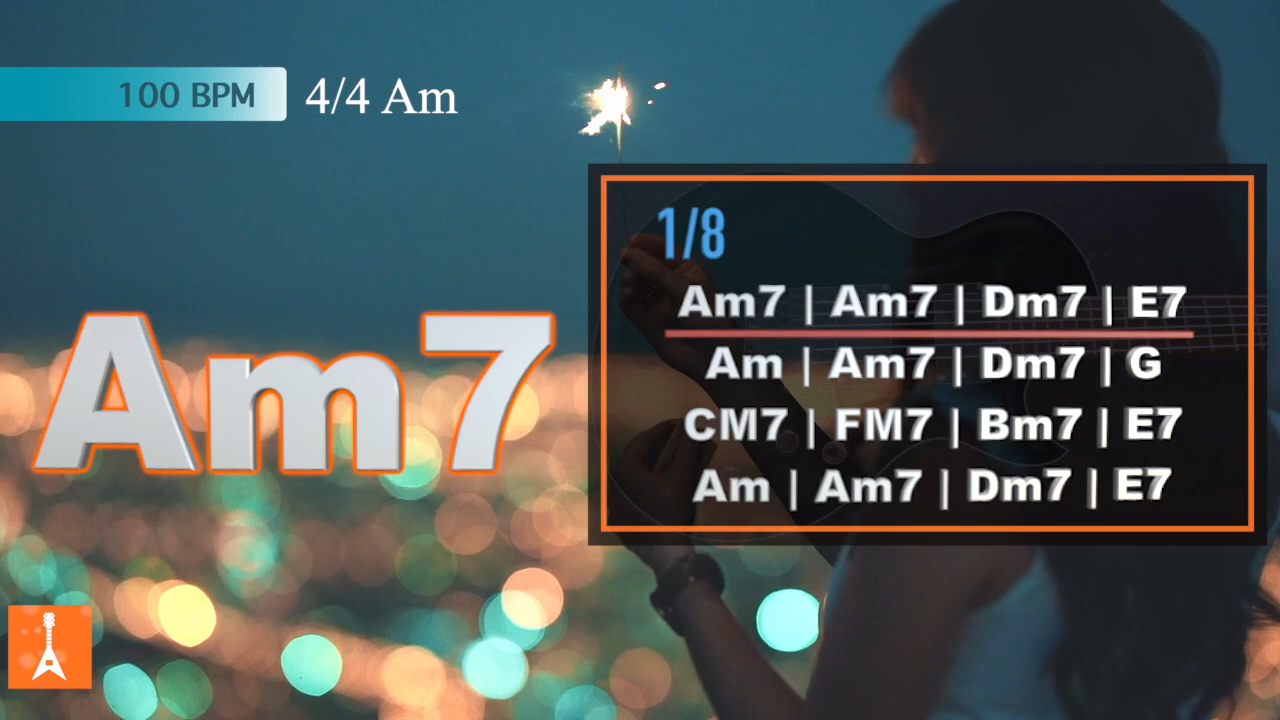 100 BPM 4/4 Am
1/8
Am7 | Am7 | Dm7 | E7
Am | Am7 | Dm7 | G
CM7 | FM7 | Bm7 | E7
Am | Am7 | Dm7 | E7
Am7